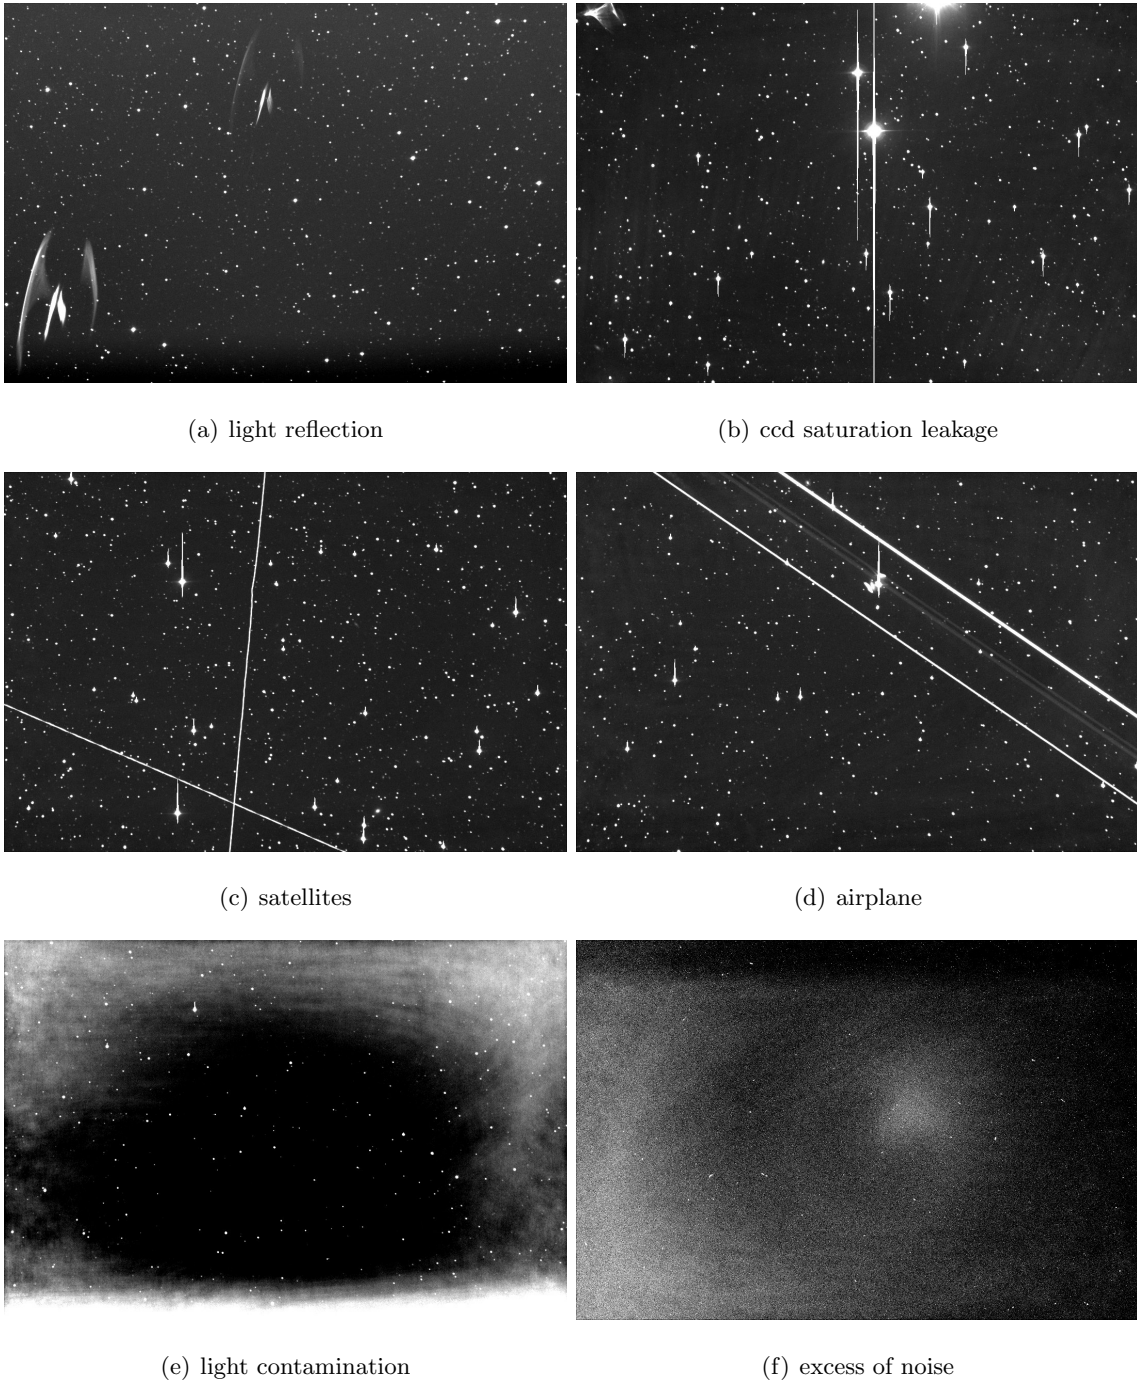 (a) light reflection
(b) ccd saturation leakage
(c) satellites
(d) airplane
(e) light contamination
(f) excess of noise